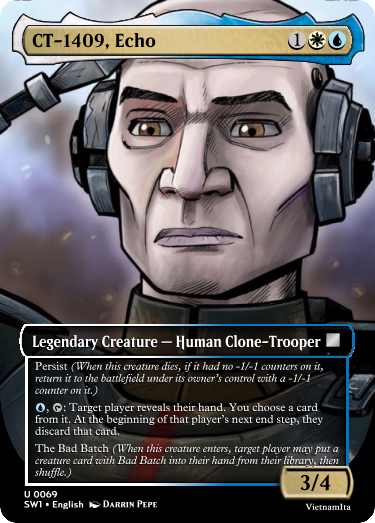 CT-1409, Echo 1
Legendary Creature — Human Clone-Trooper
Persist (When this creature dies, if it had no -1/-1 counters on it,
return it to the battlefield under its owner's control with a -1/-1
counter on it.)
, : Target player reveals their hand. You choose a card
from it. At the beginning of that player's next end step, they
discard that card.
The Bad Batch (When this creature enters, target player may put a
creature card with Bad Batch into their hand from their library, then
shuffle.)
3/4
U 0069
SW1 • English DARRIN PEPE
VietnamIta